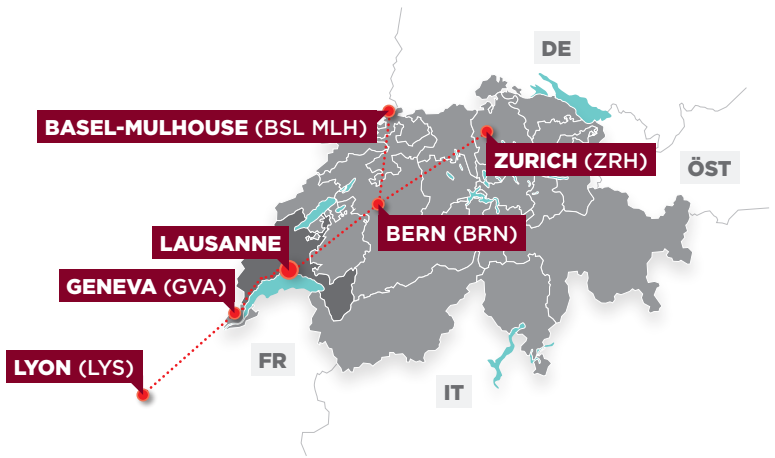 DE
BASEL-MULHOUSE (BSL MLH)
ZURICH (ZRH)
ÖST
BERN (BRN)
LAUSANNE
GENEVA (GVA)
FR
LYON (LYS)
IT